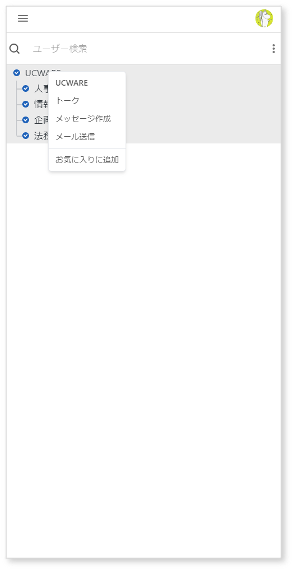 ユーザー検索
UCWARE
UCWARE
人事
トーク
情報
メッセージ作成
企画
メール送信
法務
お気に入りに追加